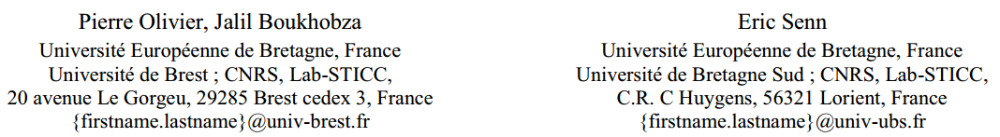 Pierre Olivier, Jalil Boukhobza
Université Européenne de Bretagne, France
Université de Brest ; CNRS, Lab-STICC,
20 avenue Le Gorgeu, 29285 Brest cedex 3, France
{firstname.lastname}@univ-brest.fr
Eric Senn
Université Européenne de Bretagne, France
Université de Bretagne Sud ; CNRS, Lab-STICC,
C.R. C Huygens, 56321 Lorient, France
{firstname.lastname}@univ-ubs.fr